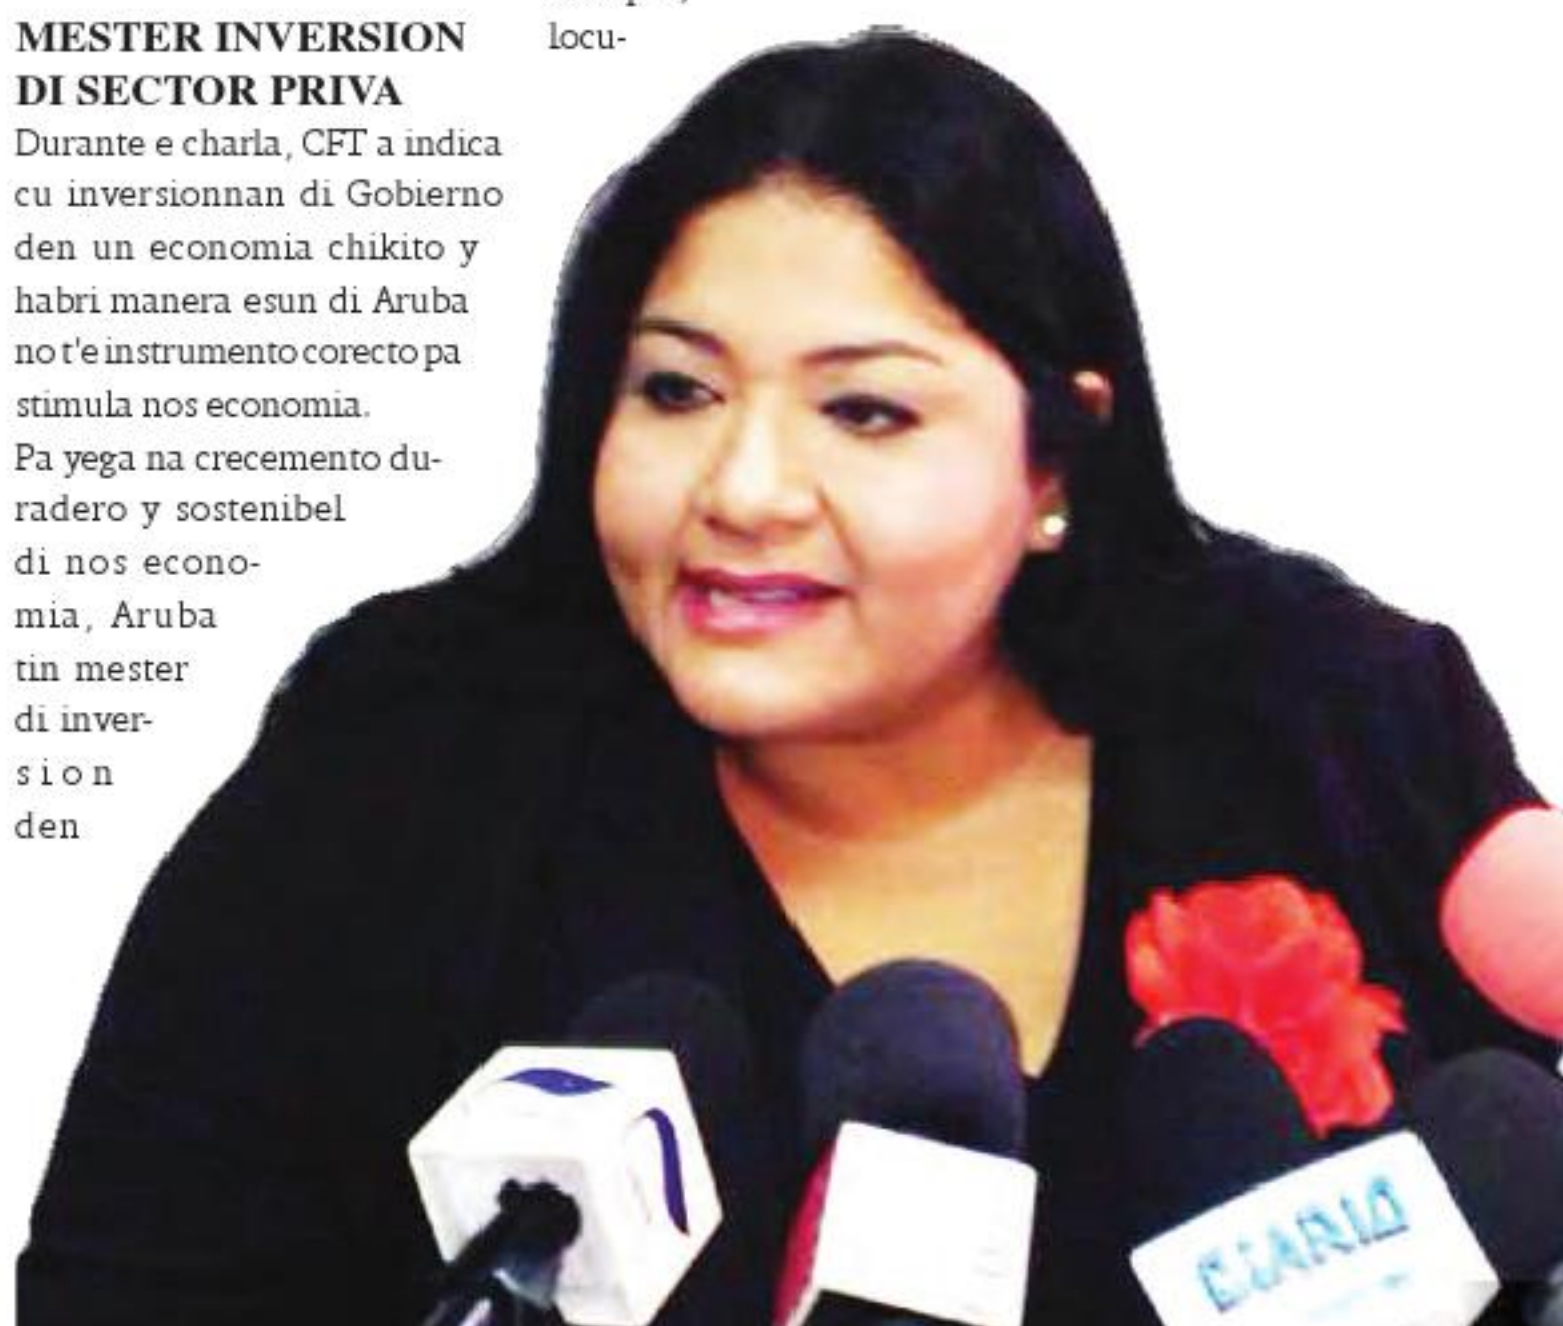 MESTER INVERSION
DI SECTOR PRIVA
Durante e charla, CFT a indica
cu inversionnan di Gobierno
den un economia chikito y
habri manera esun di Aruba
no t'e instrumento corecto pa
stimula nos economia.
Pa yega na crecemento du-
radero y sostenibel
di nos econo-
mia, Aruba
tin mester
di inver-
sion
den
locu-
DIARIO